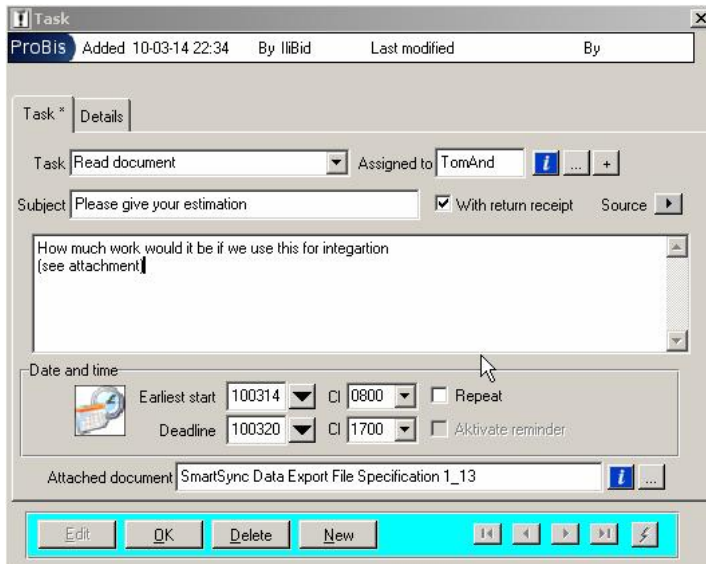 Task
ProBis Added 10-03-14 22:34 By IliBid Last modified By
Task * Details
Task Read document Assigned to TomAnd i ... +
Subject Please give your estimation With return receipt Source
How much work would it be if we use this for integartion
(see attachment)
Date and time
Earliest start 100314 Cl 0800 Repeat
Deadline 100320 Cl 1700 Aktivate reminder
Attached document SmartSync Data Export File Specification 1_13 i ...
Edit OK Delete New